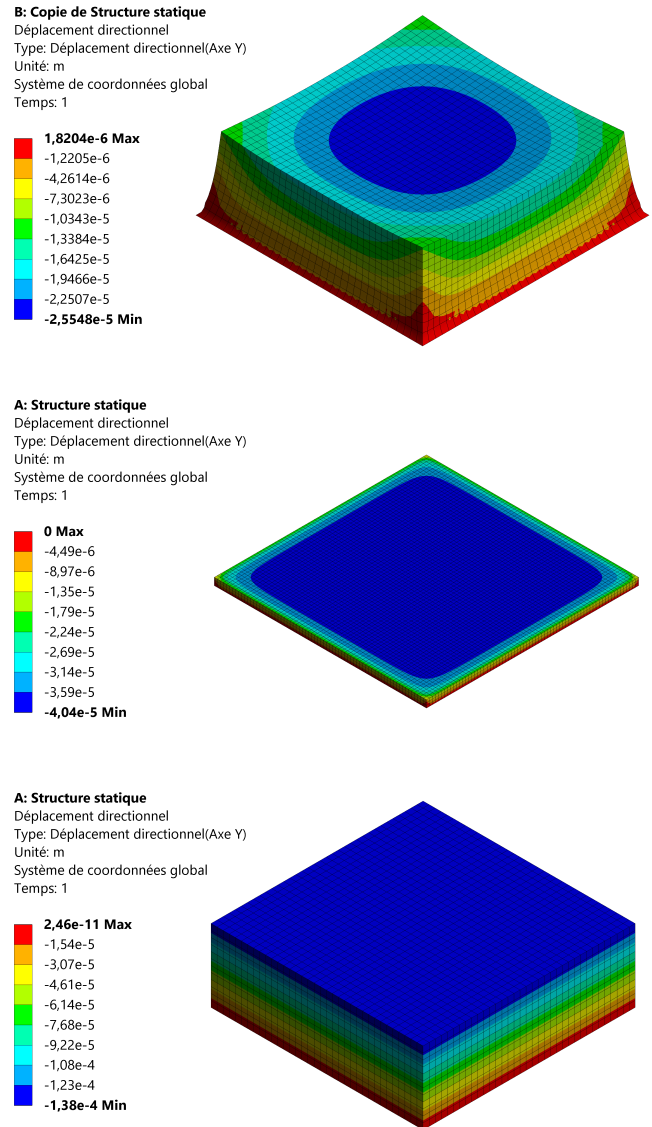 B: Copie de Structure statique
Déplacement directionnel
Type: Déplacement directionnel(Axe Y)
Unité: m
Système de coordonnées global
Temps: 1
1,8204e-6 Max
-1,2205e-6
-4,2614e-6
-7,3023e-6
-1,0343e-5
-1,3384e-5
-1,6425e-5
-1,9466e-5
-2,2507e-5
-2,5548e-5 Min
A: Structure statique
Déplacement directionnel
Type: Déplacement directionnel(Axe Y)
Unité: m
Système de coordonnées global
Temps: 1
0 Max
-4,49e-6
-8,97e-6
-1,35e-5
-1,79e-5
-2,24e-5
-2,69e-5
-3,14e-5
-3,59e-5
-4,04e-5 Min
A: Structure statique
Déplacement directionnel
Type: Déplacement directionnel(Axe Y)
Unité: m
Système de coordonnées global
Temps: 1
2,46e-11 Max
-1,54e-5
-3,07e-5
-4,61e-5
-6,14e-5
-7,68e-5
-9,22e-5
-1,08e-4
-1,23e-4
-1,38e-4 Min